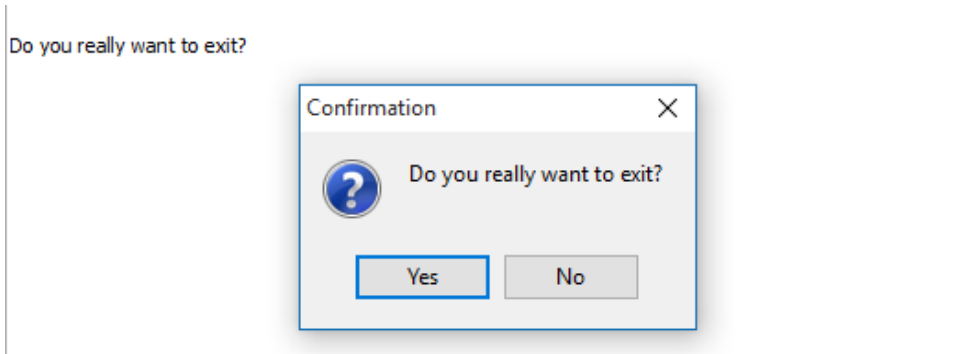 Do you really want to exit?
Confirmation
Do you really want to exit?
Yes No